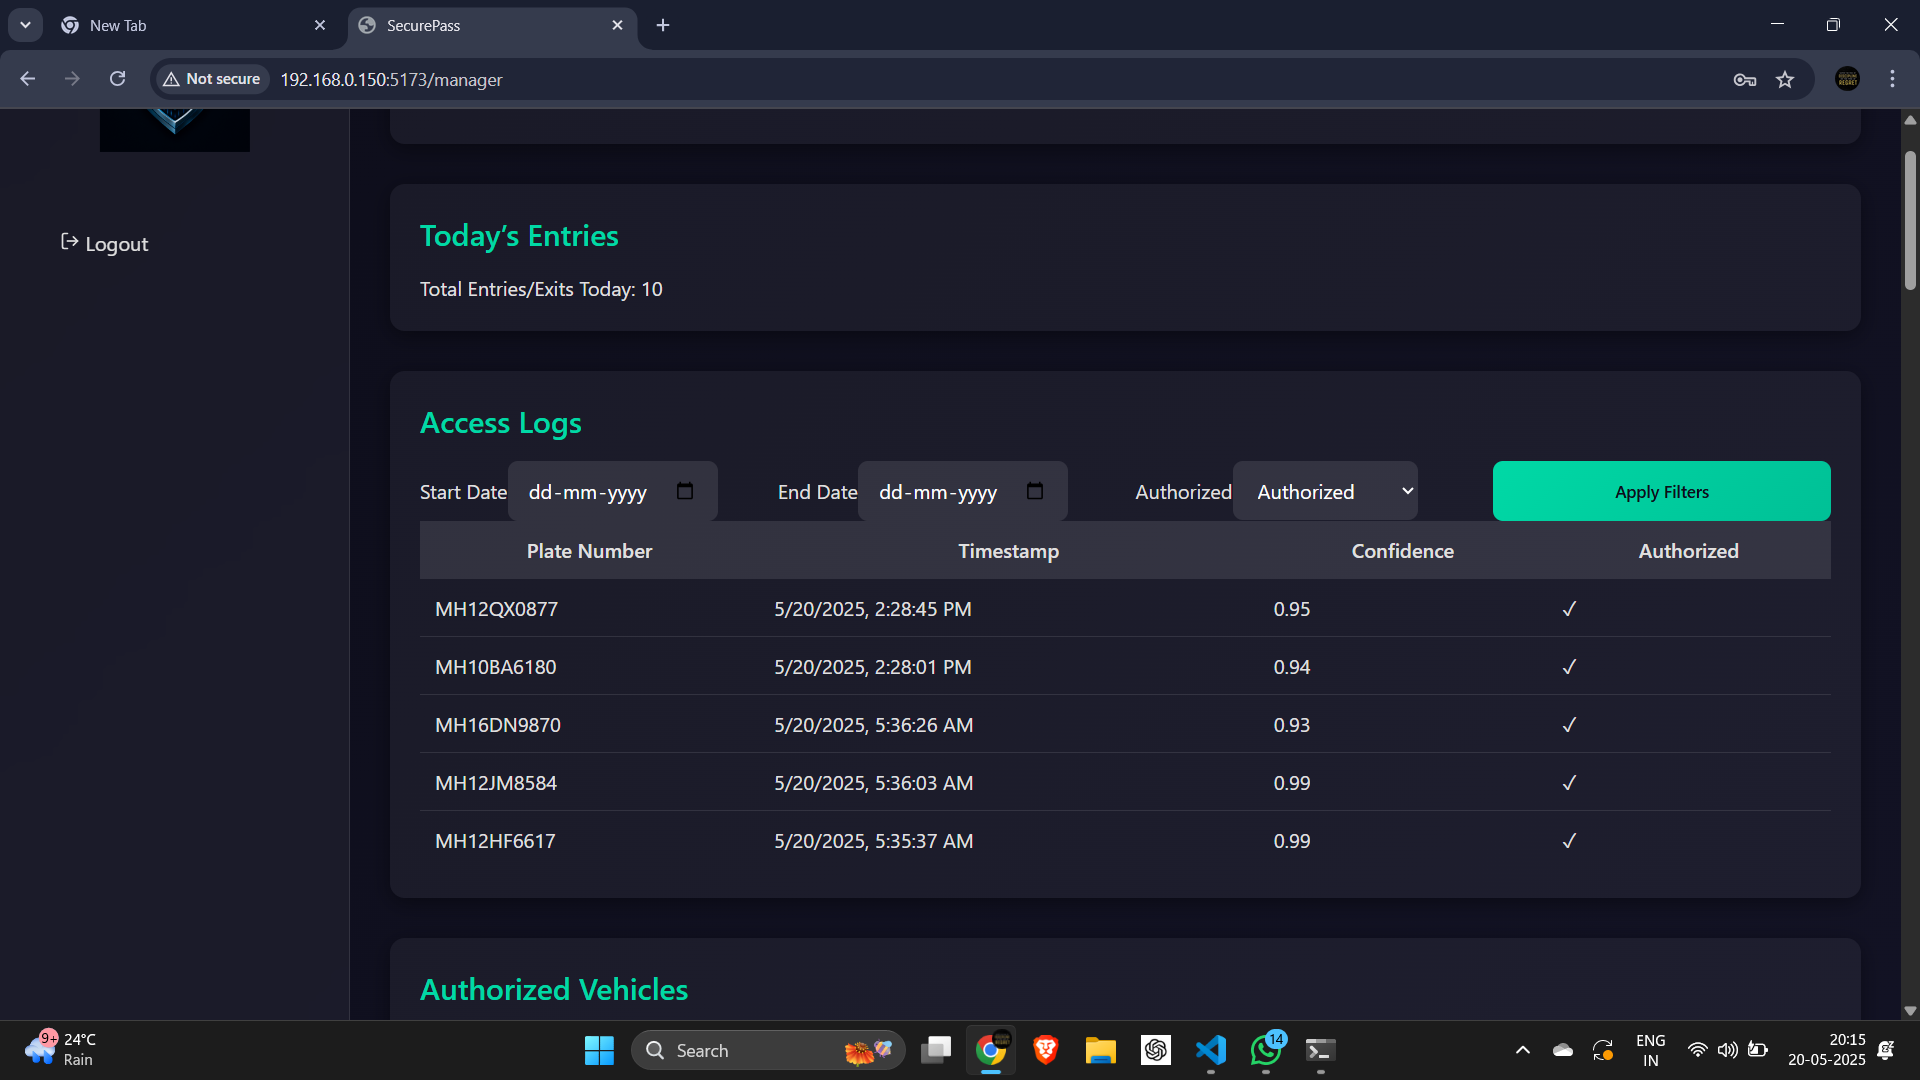 New Tab
SecurePass
Not secure
192.168.0.150:5173/manager
Logout
Today’s Entries
Total Entries/Exits Today: 10
Access Logs
Start Date dd-mm-yyyy End Date dd-mm-yyyy Authorized Authorized Apply Filters
Plate Number Timestamp Confidence Authorized
MH12QX0877 5/20/2025, 2:28:45 PM 0.95 ✓
MH10BA6180 5/20/2025, 2:28:01 PM 0.94 ✓
MH16DN9870 5/20/2025, 5:36:26 AM 0.93 ✓
MH12JM8584 5/20/2025, 5:36:03 AM 0.99 ✓
MH12HF6617 5/20/2025, 5:35:37 AM 0.99 ✓
Authorized Vehicles
9+
24°C
Rain
Search
14
ENG
IN
20:15
20-05-2025